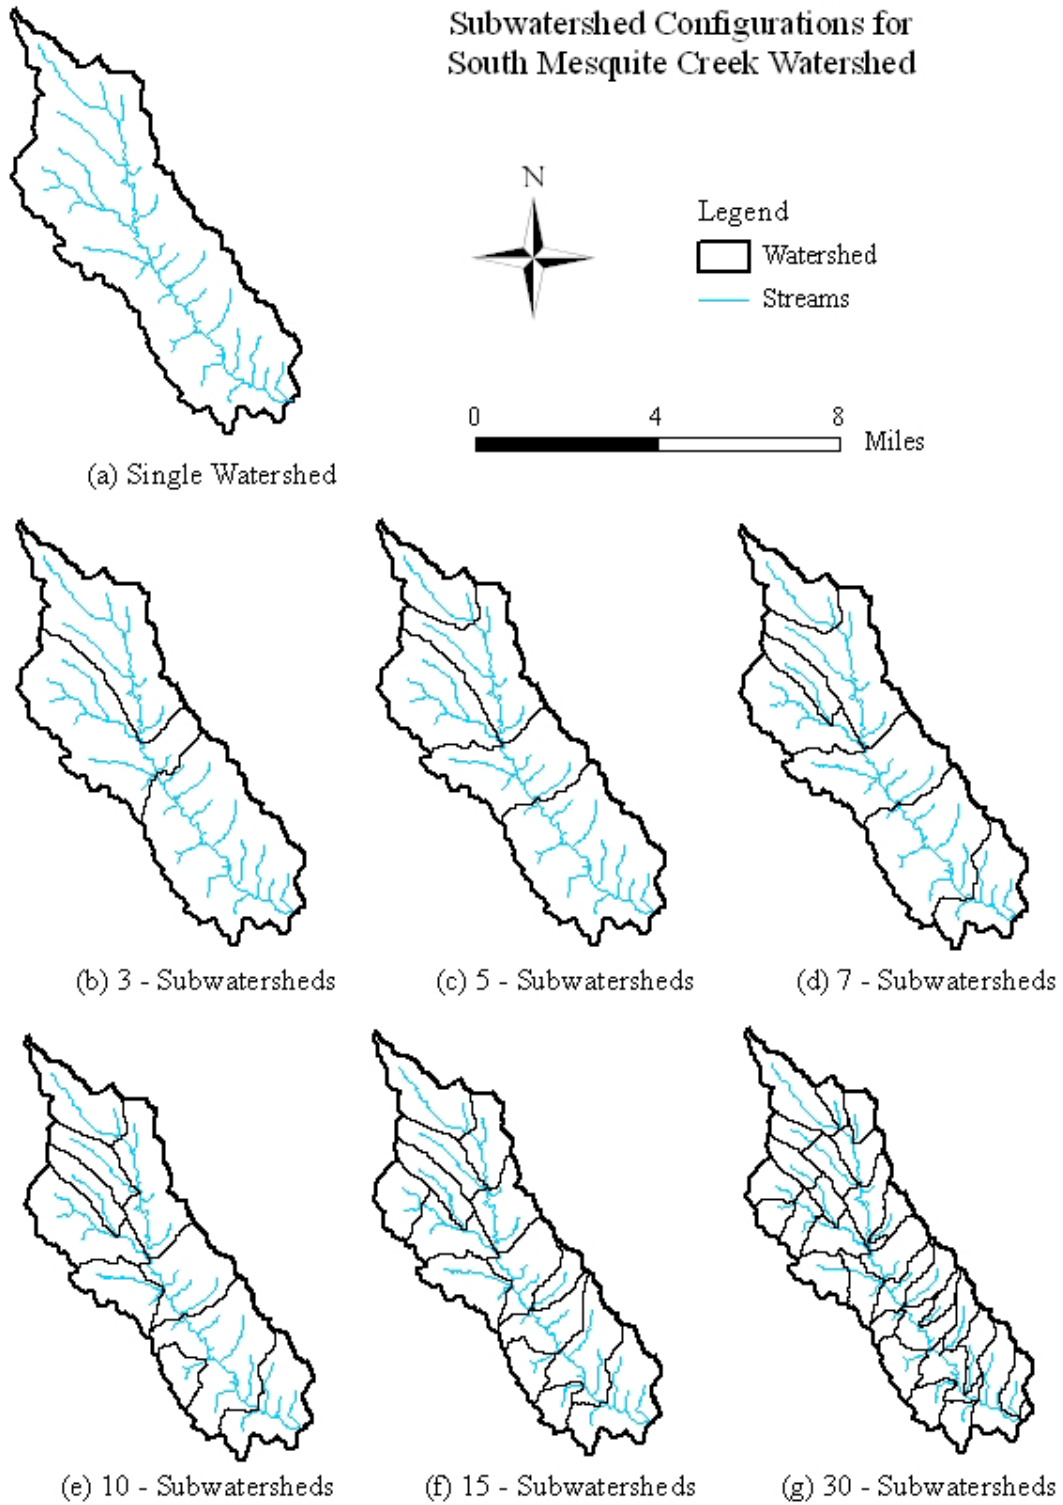 Subwatershed Configurations for
South Mesquite Creek Watershed
N
Legend
Watershed
Streams
0 4 8
Miles
(a) Single Watershed
(b) 3 - Subwatersheds
(c) 5 - Subwatersheds
(d) 7 - Subwatersheds
(e) 10 - Subwatersheds
(f) 15 - Subwatersheds
(g) 30 - Subwatersheds